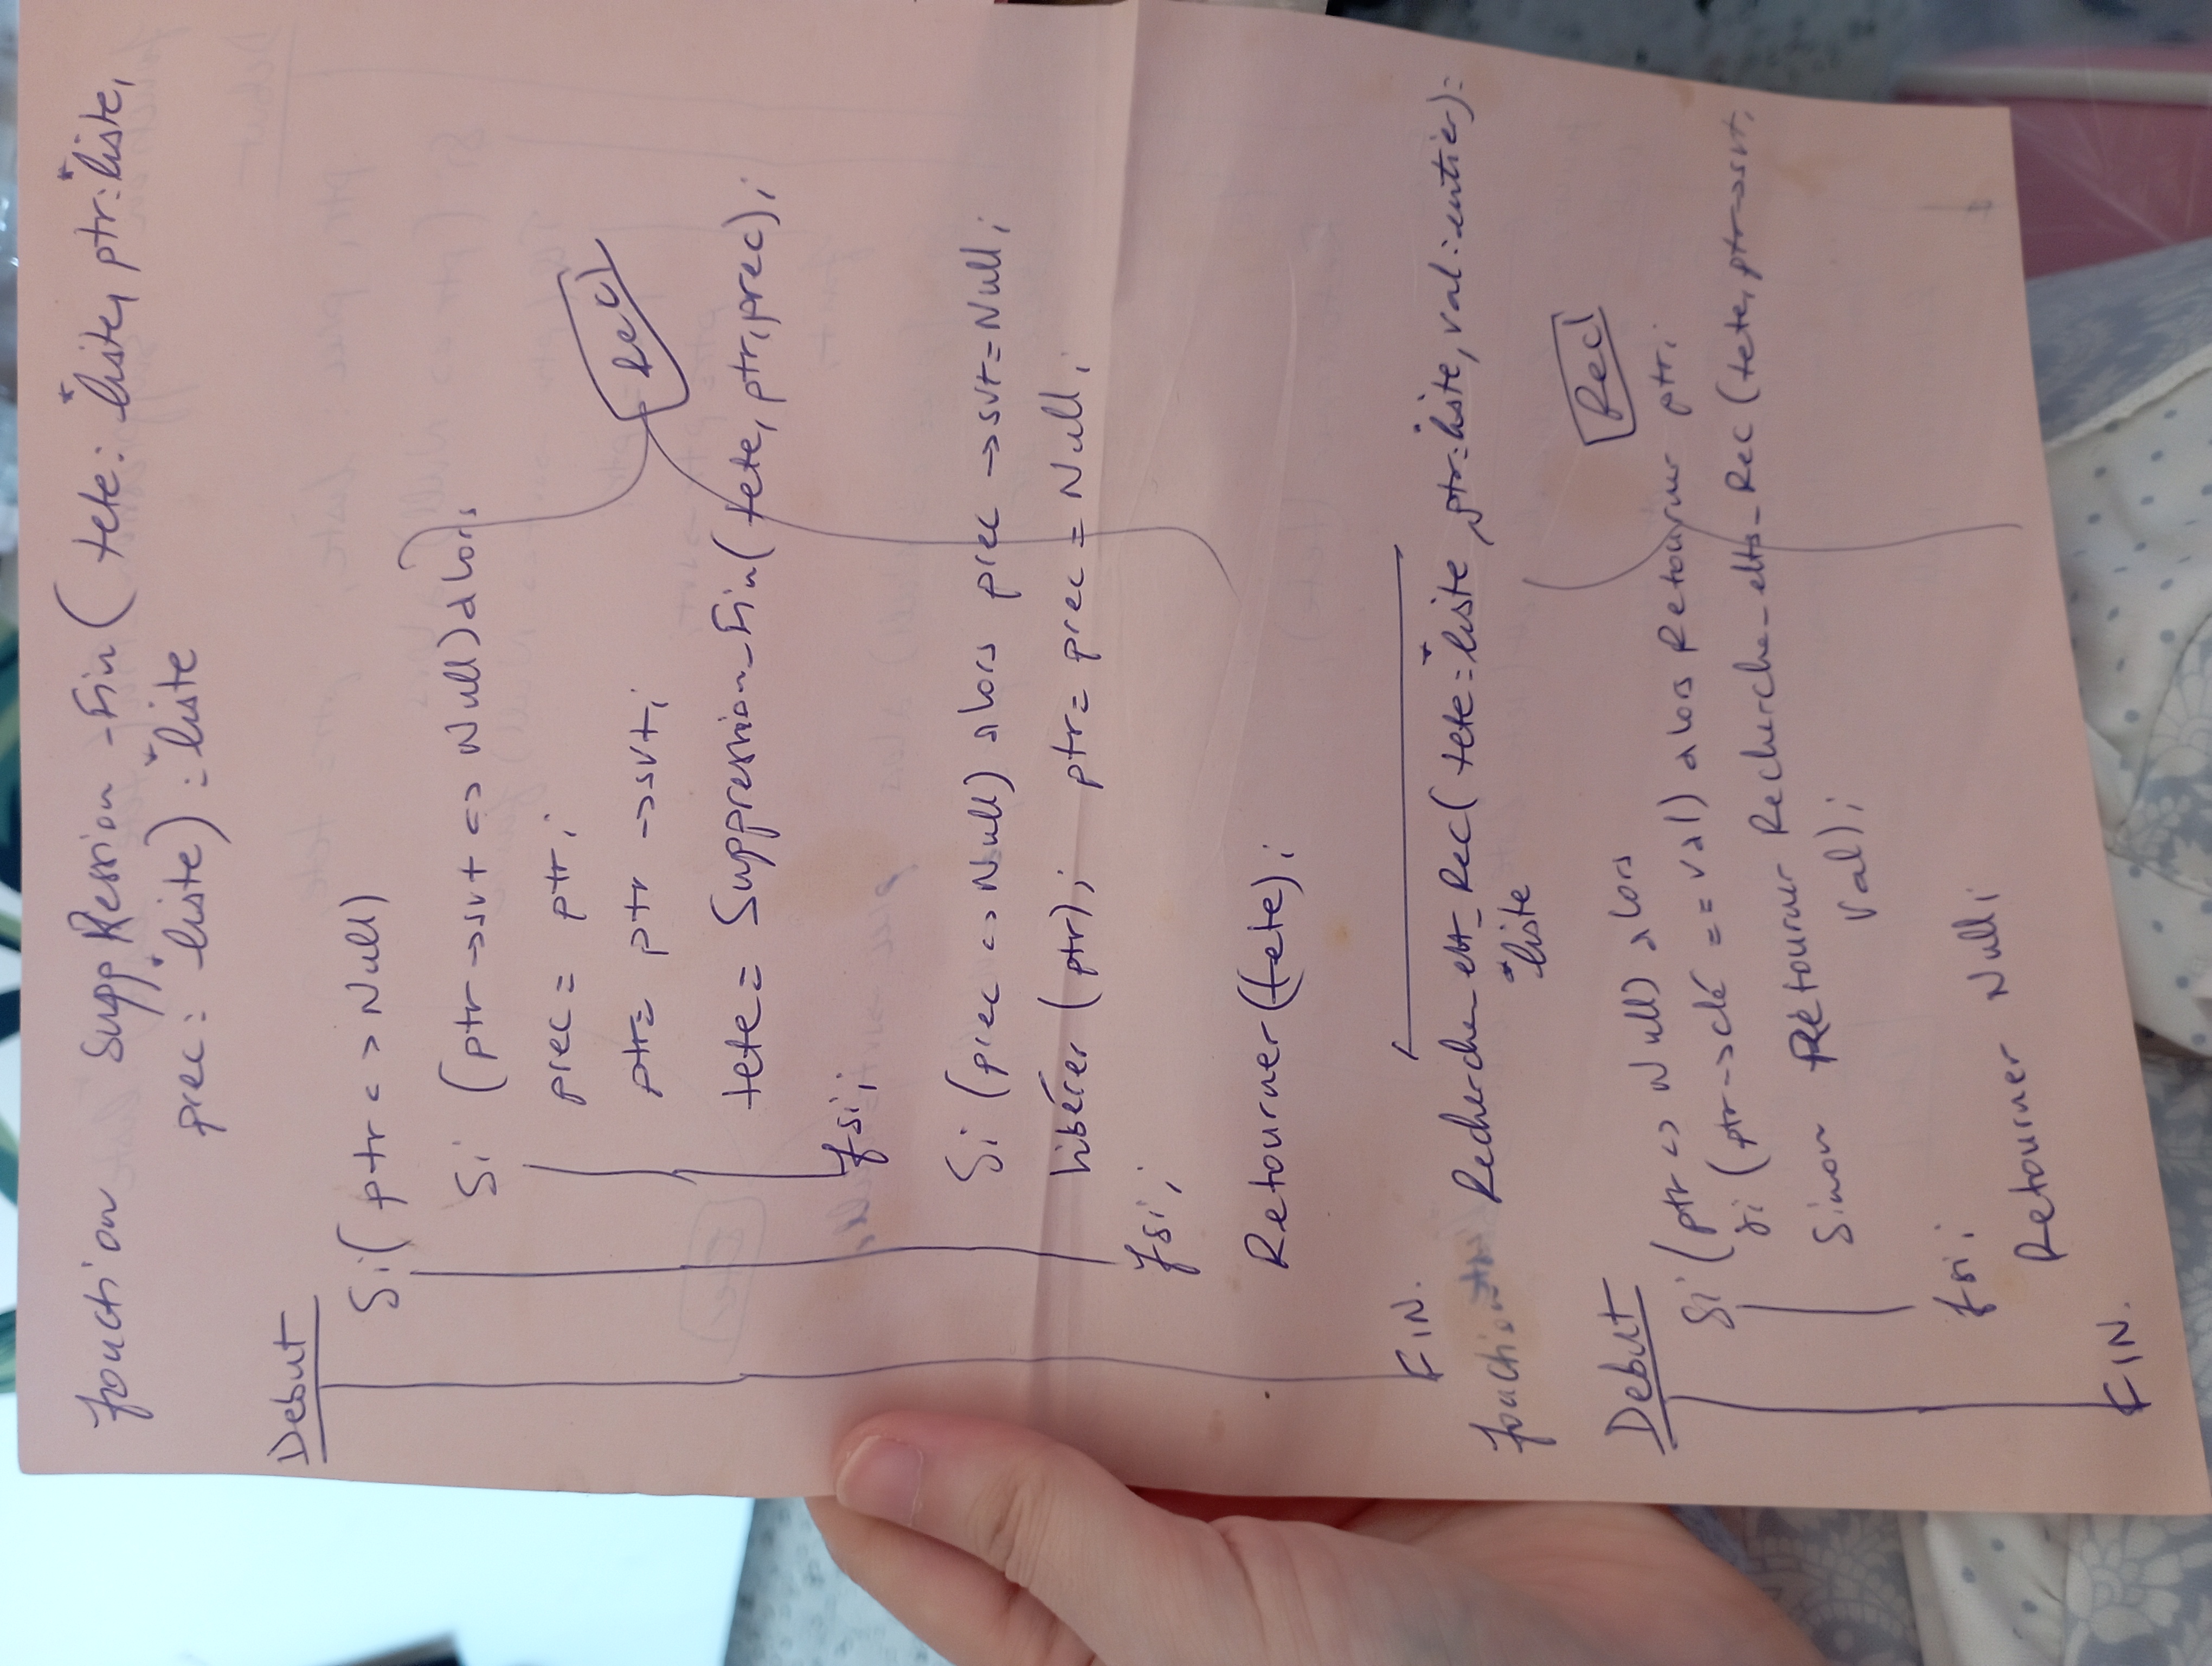 fonction SuppRession-Fin( tete: *liste, ptr:*liste,
prec: *liste) : *liste
Debut
Si( ptr <> Null)
Si (ptr ->svt <> Null) alors
prec = ptr;
ptr= ptr ->svt;
Rec
tete = Suppression_Fin( tete, ptr, prec);
fsi;
Si (prec <> Null) alors prec ->svt=Null;
Libérer (ptr); ptr= prec = Null;
fsi;
Retourner(tete);
FIN.
fonction Recherche_elt_Rec( tete:*liste, ptr:*liste, val:entier):
*liste
Rec
Debut
Si (ptr <> Null) alors
Si (ptr->clé == val) alors Retourner ptr;
Sinon Retourner Recherche_elts_Rec (tete, ptr->svt,
val);
fsi;
Retourner Null;
FIN.